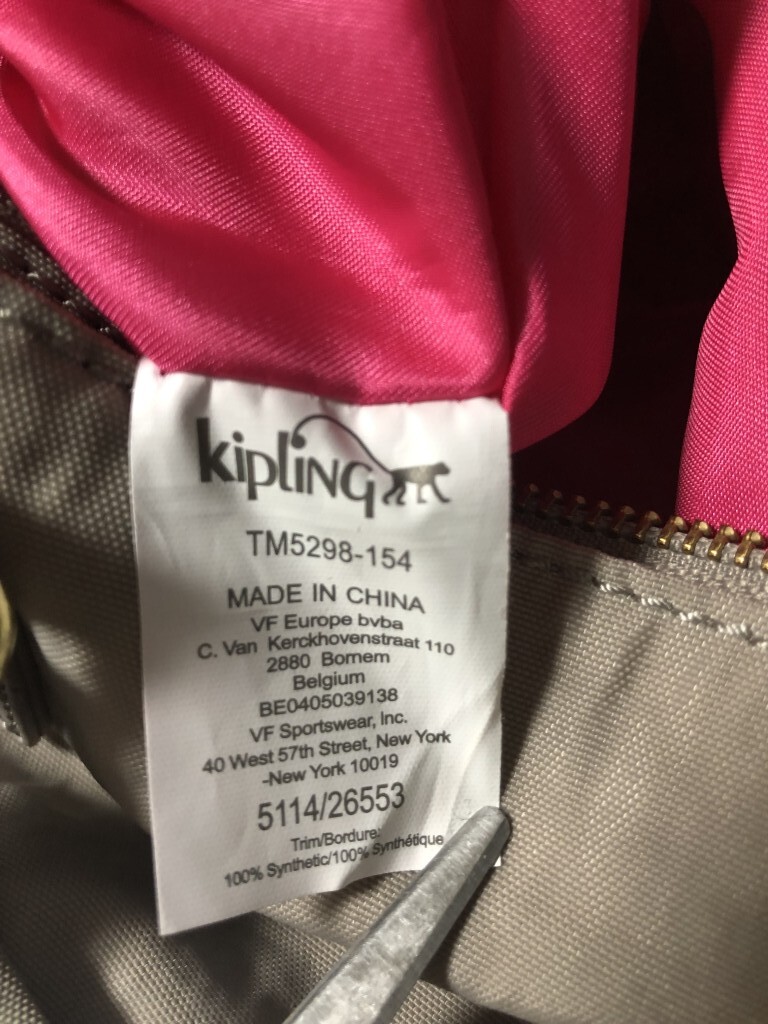 kipling
TM5298-154
MADE IN CHINA
VF Europe bvba
C. Van Kerckhovenstraat 110
2880 Bornem
Belgium
BE0405039138
VF Sportswear, Inc.
40 West 57th Street, New York
-New York 10019
5114/26553
Trim/Bordure:
100% Synthetic/100% Synthétique